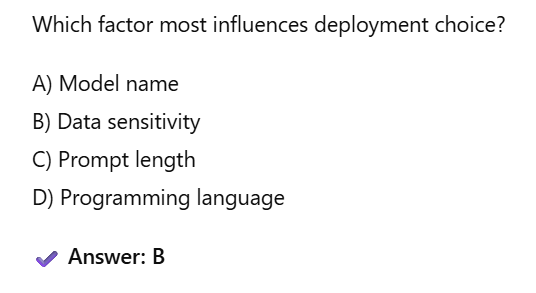 Which factor most influences deployment choice?
A) Model name
B) Data sensitivity
C) Prompt length
D) Programming language
Answer: B